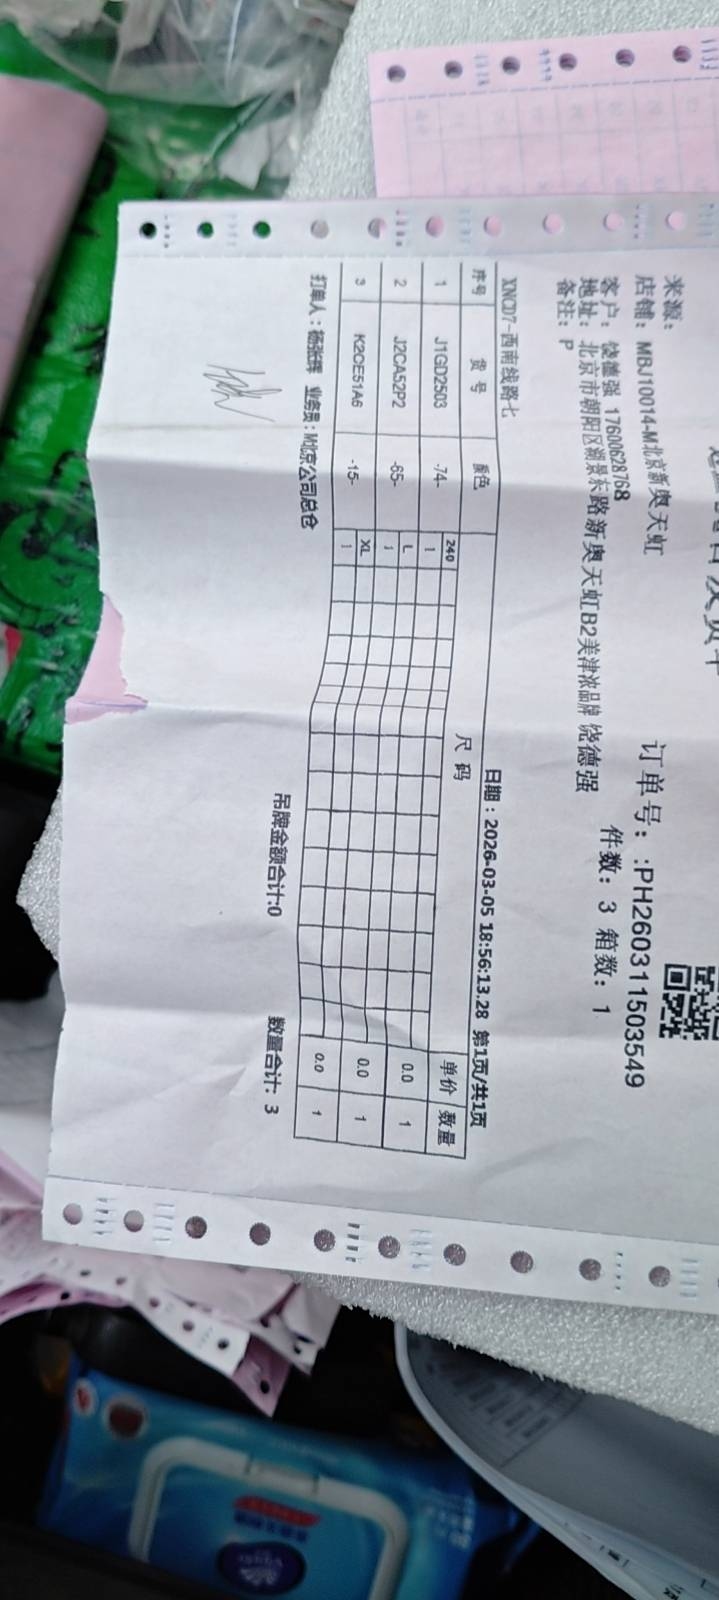 订单号：:PH260311503549
来源：
店铺：MBJ10014-M北京新奥天虹
件数：3 箱数：1
客户：饶德强 17600628768
地址：北京市朝阳区湖景东路新奥天虹B2美津浓品牌 饶德强
备注：P
XNCD7-西南线路七 日期：2026-03-05 18:56:13.28 第1页/共1页
序号 货号 颜色 尺码 单价 数量
240
1 J1GD2503 -74- 1 0.0 1
L
2 J2CA52P2 -65- 1 0.0 1
XL
3 K2CE51A6 -15- 1 0.0 1
打单人：杨张辉 业务员：M北京公司总仓 吊牌金额合计:0 数量合计：3